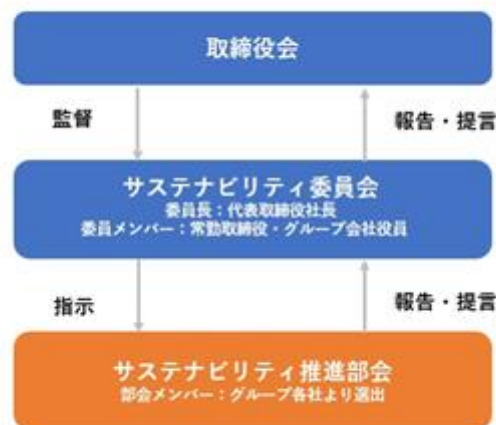 取締役会
監督
報告・提言
サステナビリティ委員会
委員長：代表取締役社長
委員メンバー：常勤取締役・グループ会社役員
指示
報告・提言
サステナビリティ推進部会
部会メンバー：グループ各社より選出